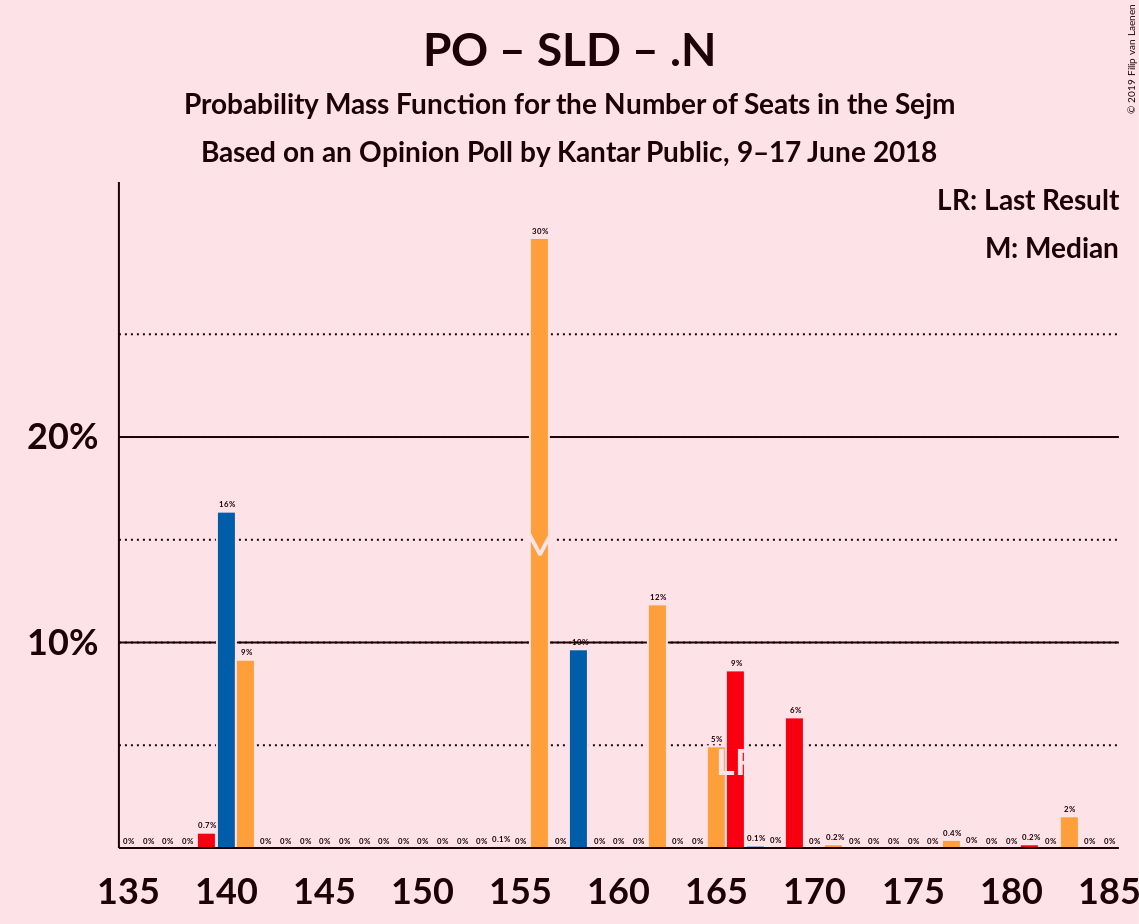 PO – SLD – .N
Probability Mass Function for the Number of Seats in the Sejm
Based on an Opinion Poll by Kantar Public, 9–17 June 2018
© 2019 Filip van Laenen
LR: Last Result
M: Median
30%
20%
16%
12%
10%
10%
9%
9%
6%
5%
M
LR
2%
0% 0% 0% 0% 0.7% 0% 0% 0% 0% 0% 0% 0% 0% 0% 0% 0% 0% 0.1% 0% 0% 0% 0% 0% 0% 0% 0.1% 0% 0% 0.2% 0% 0% 0% 0% 0% 0.4% 0% 0% 0% 0.2% 0% 0% 0%
135 140 145 150 155 160 165 170 175 180 185